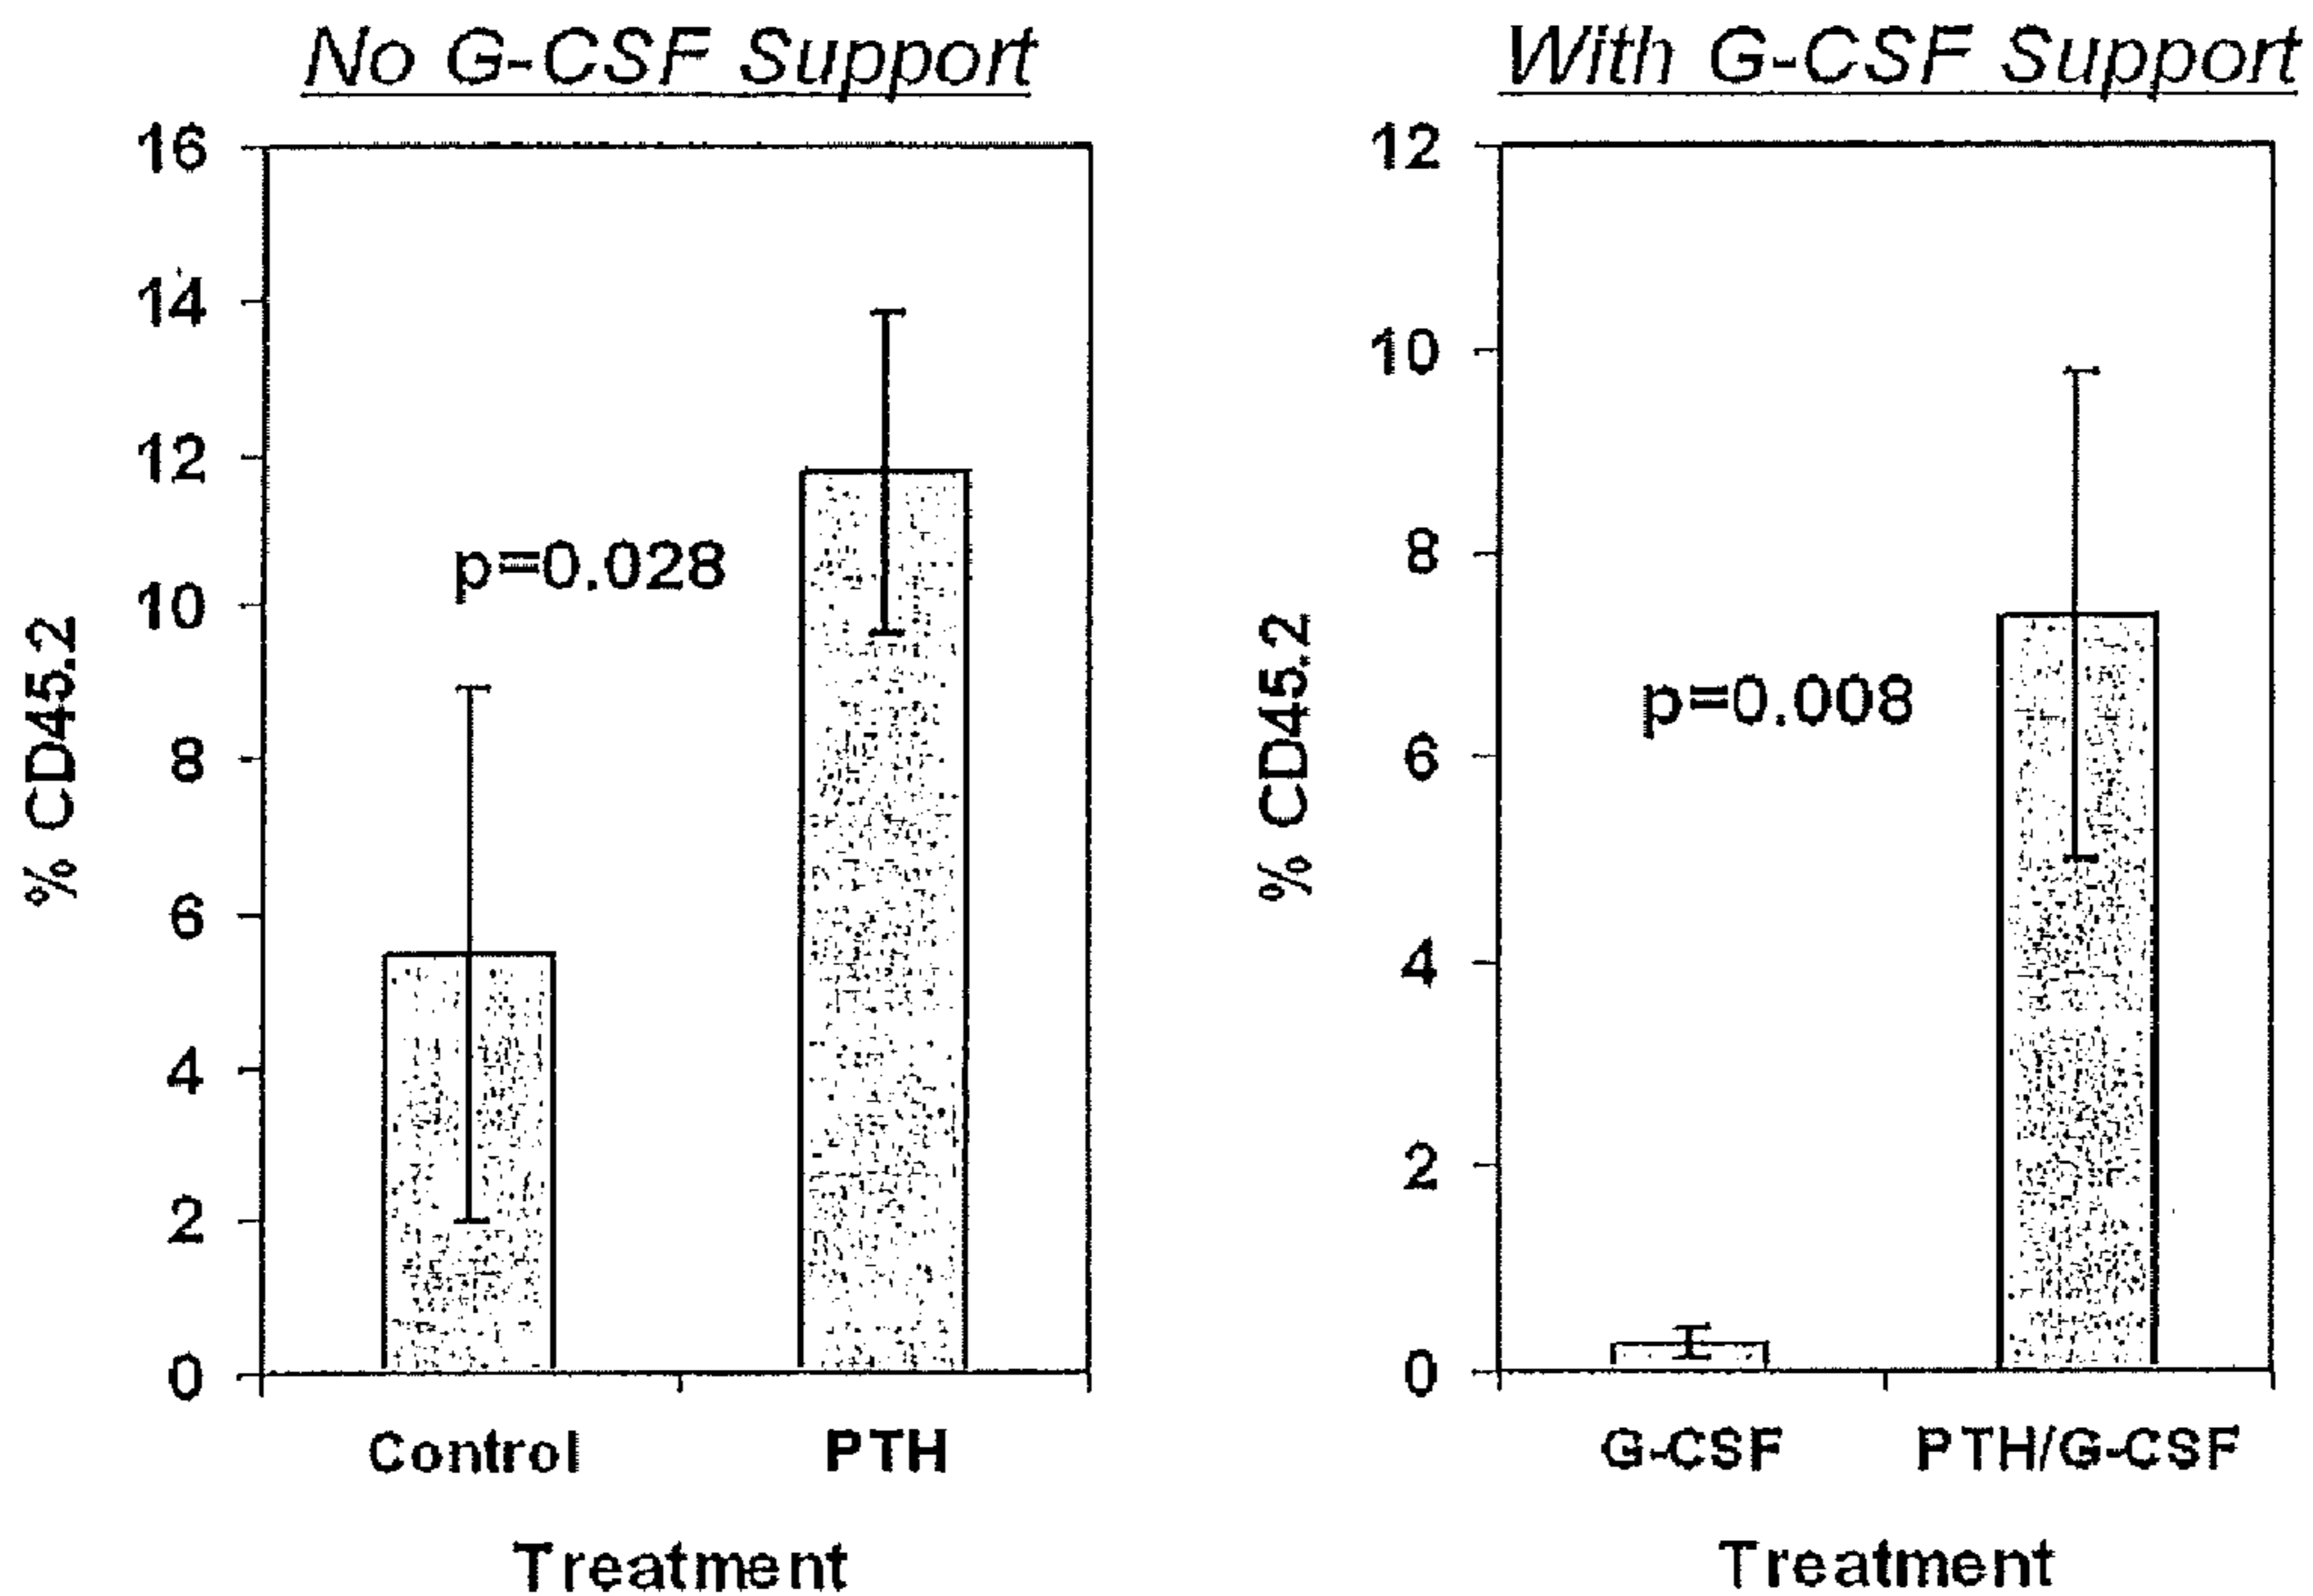 No G-CSF Support
16
14
12
10
8
6
4
2
0
% CD45.2
p=0.028
Control PTH
Treatment
With G-CSF Support
12
10
8
6
4
2
0
% CD45.2
p=0.008
G-CSF PTH/G-CSF
Treatment